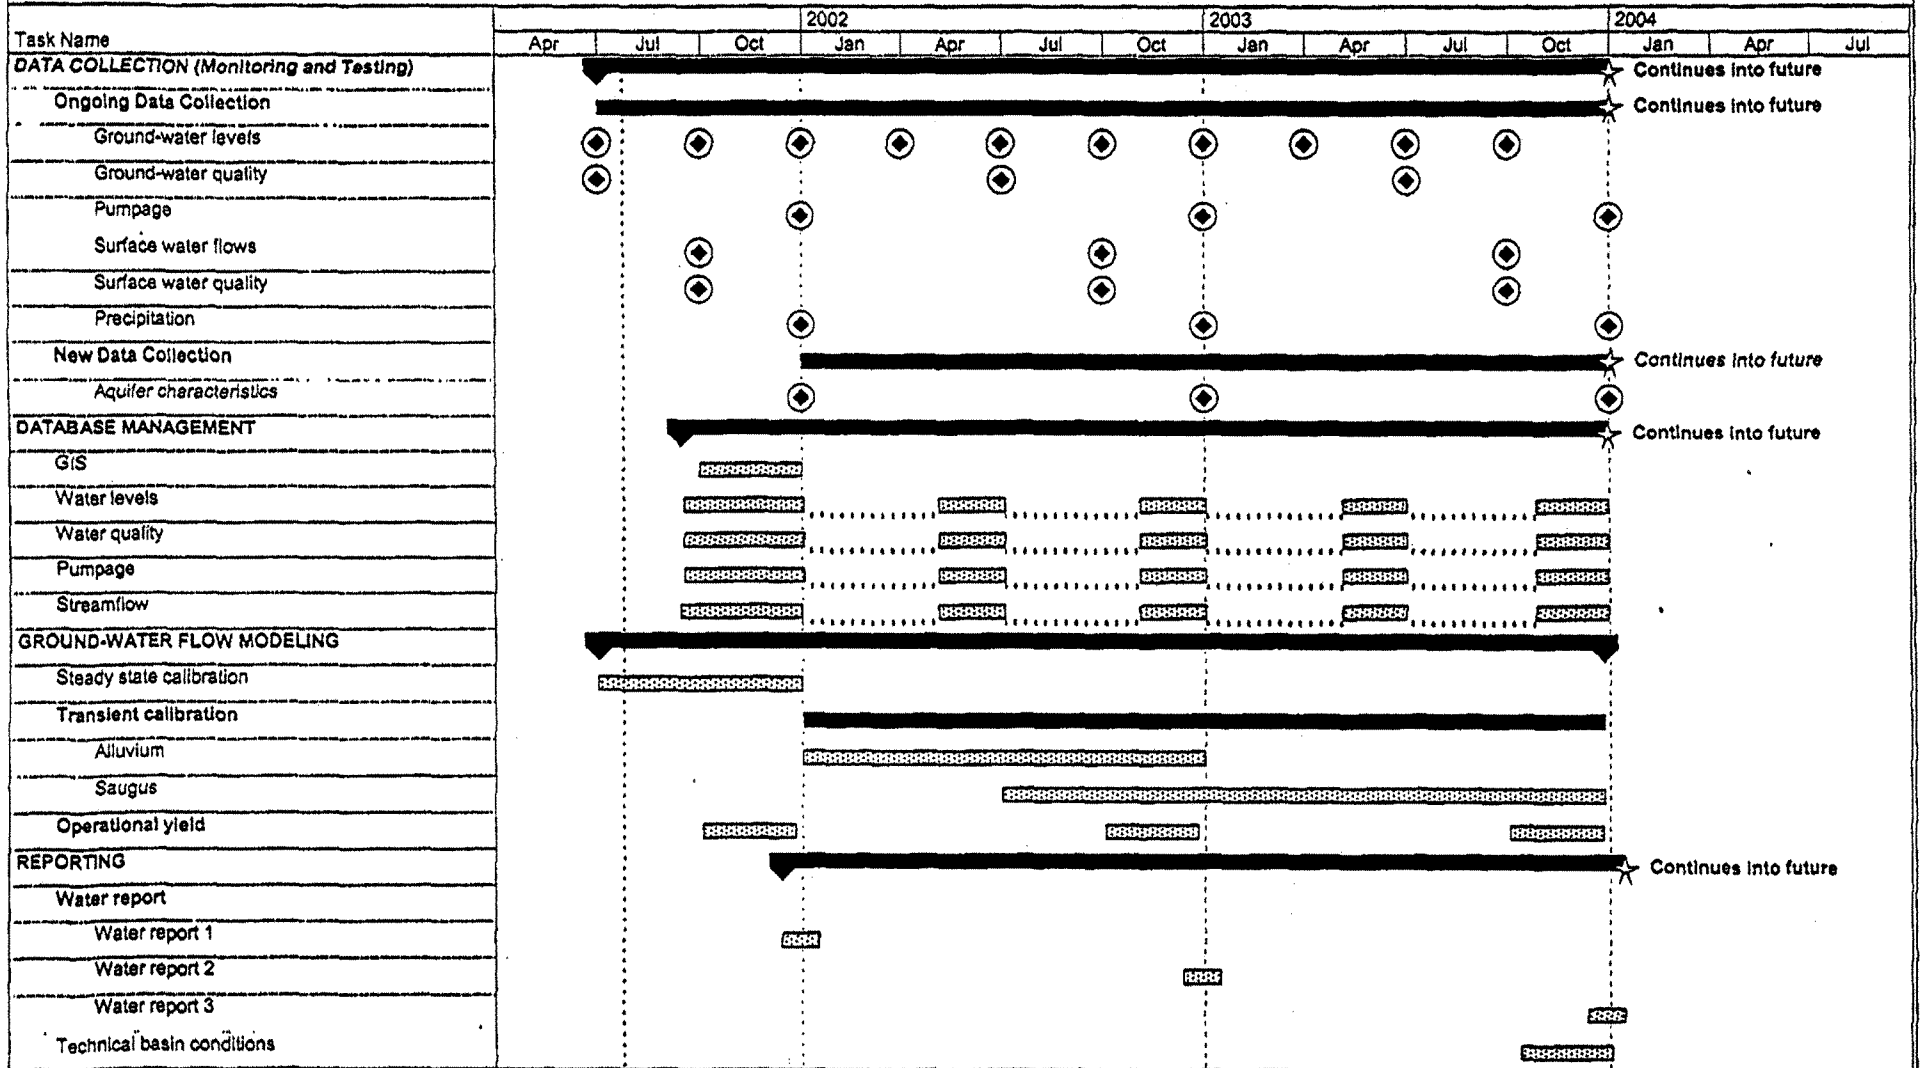 2002 2003 2004
Task Name
Apr Jul Oct Jan Apr Jul Oct Jan Apr Jul Oct Jan Apr Jul
DATA COLLECTION (Monitoring and Testing) Continues into future
Ongoing Data Collection Continues into future
Ground-water levels
Ground-water quality
Pumpage
Surface water flows
Surface water quality
Precipitation
New Data Collection Continues into future
Aquifer characteristics
DATABASE MANAGEMENT Continues into future
GIS
Water levels
Water quality
Pumpage
Streamflow
GROUND-WATER FLOW MODELING
Steady state calibration
Transient calibration
Alluvium
Saugus
Operational yield
REPORTING Continues into future
Water report
Water report 1
Water report 2
Water report 3
Technical basin conditions